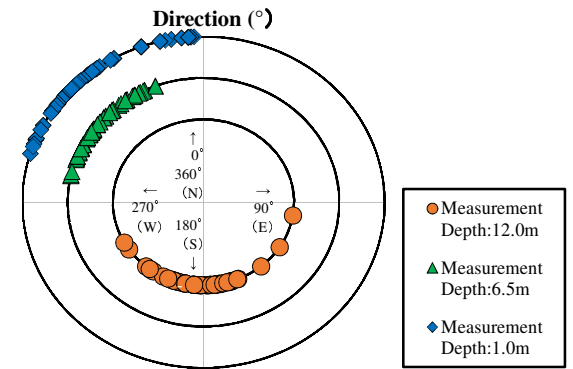 Direction (°)
↑
0°
360°
(N)
← →
270° 180° 90°
(W) (S) (E)
↓
Measurement
Depth:12.0m
Measurement
Depth:6.5m
Measurement
Depth:1.0m